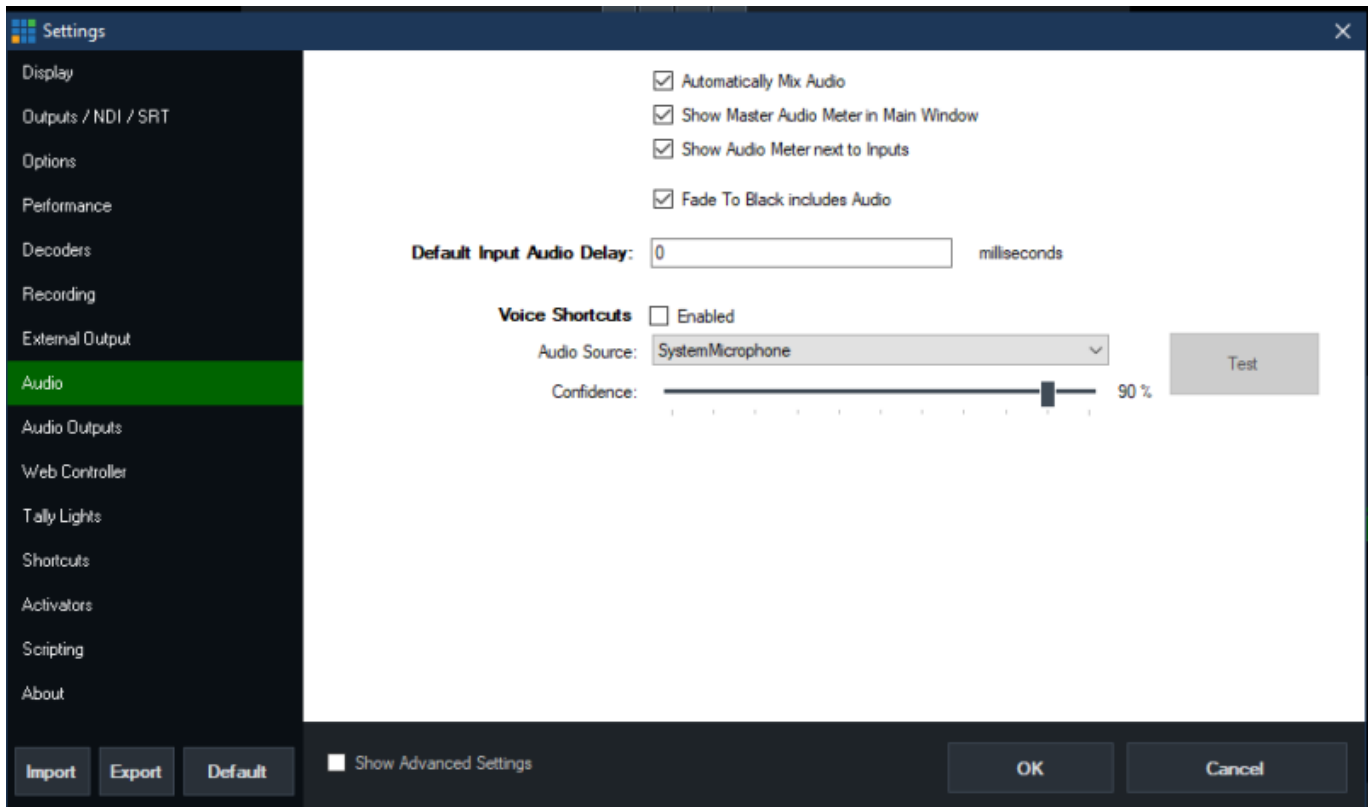 Settings
Display
Outputs / NDI / SRT
Options
Performance
Decoders
Recording
External Output
Audio
Audio Outputs
Web Controller
Tally Lights
Shortcuts
Activators
Scripting
About
Import Export Default
Automatically Mix Audio
Show Master Audio Meter in Main Window
Show Audio Meter next to Inputs
Fade To Black includes Audio
Default Input Audio Delay: 0 milliseconds
Voice Shortcuts Enabled
Audio Source: SystemMicrophone Test
Confidence: 90 %
Show Advanced Settings OK Cancel